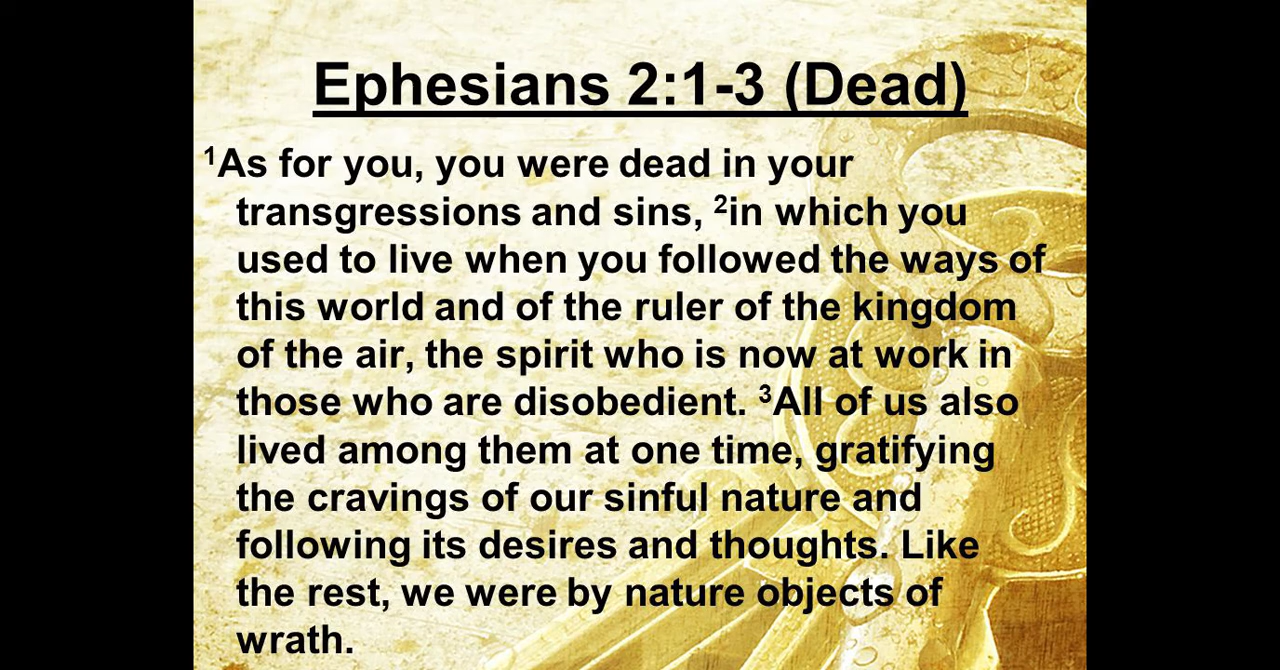 Ephesians 2:1-3 (Dead)
¹As for you, you were dead in your
transgressions and sins, ²in which you
used to live when you followed the ways of
this world and of the ruler of the kingdom
of the air, the spirit who is now at work in
those who are disobedient. ³All of us also
lived among them at one time, gratifying
the cravings of our sinful nature and
following its desires and thoughts. Like
the rest, we were by nature objects of
wrath.